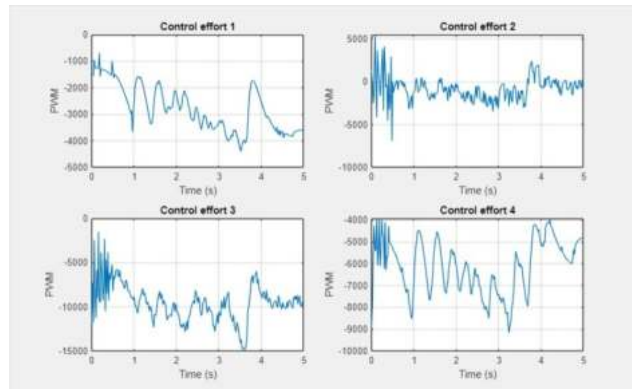 Control effort 1
0
-1000
-2000
-3000
-4000
-5000
PWM
0 1 2 3 4 5
Time (s)
Control effort 2
5000
0
-5000
-10000
PWM
0 1 2 3 4 5
Time (s)
Control effort 3
0
-5000
-10000
-15000
PWM
0 1 2 3 4 5
Time (s)
Control effort 4
-4000
-5000
-6000
-7000
-8000
-9000
-10000
PWM
0 1 2 3 4 5
Time (s)